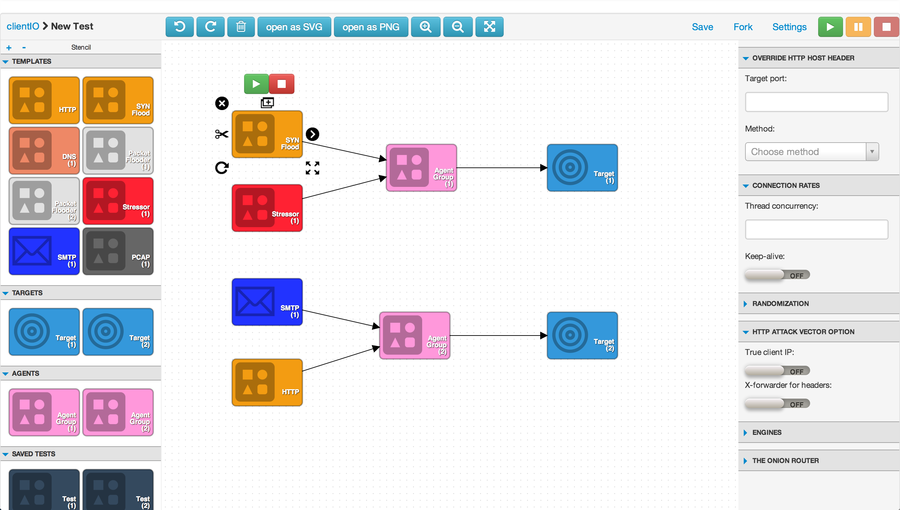 clientIO > New Test
open as SVG
open as PNG
Save
Fork
Settings
+ -
Stencil
TEMPLATES
HTTP
SYN
Flood
DNS
(1)
Packet
Flooder
(1)
Packet
Flooder
(2)
Stressor
(1)
SMTP
(1)
PCAP
(1)
TARGETS
Target
(1)
Target
(2)
AGENTS
Agent
Group
(1)
Agent
Group
(2)
SAVED TESTS
Test
(1)
Test
(2)
SYN
Flood
Stressor
(1)
Agent
Group
(1)
Target
(1)
SMTP
(1)
HTTP
Agent
Group
(2)
Target
(2)
OVERRIDE HTTP HOST HEADER
Target port:
Method:
Choose method
CONNECTION RATES
Thread concurrency:
Keep-alive:
OFF
RANDOMIZATION
HTTP ATTACK VECTOR OPTION
True client IP:
OFF
X-forwarder for headers:
OFF
ENGINES
THE ONION ROUTER